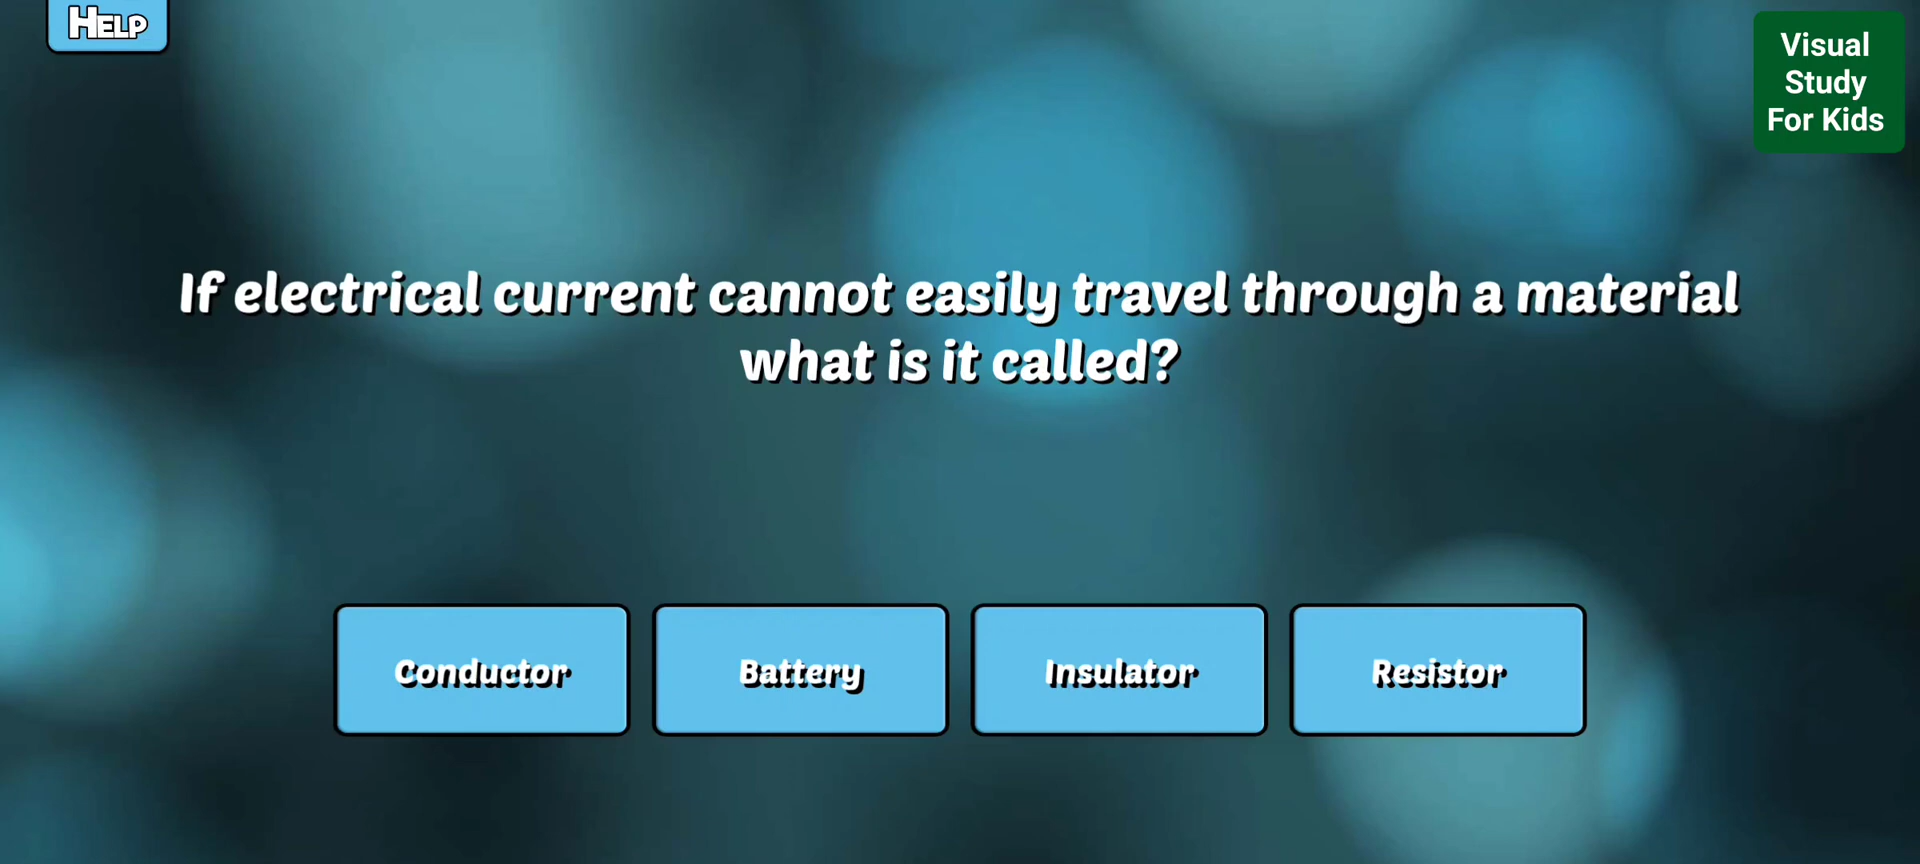 Help
Visual
Study
For Kids
If electrical current cannot easily travel through a material
what is it called?
Conductor
Battery
Insulator
Resistor